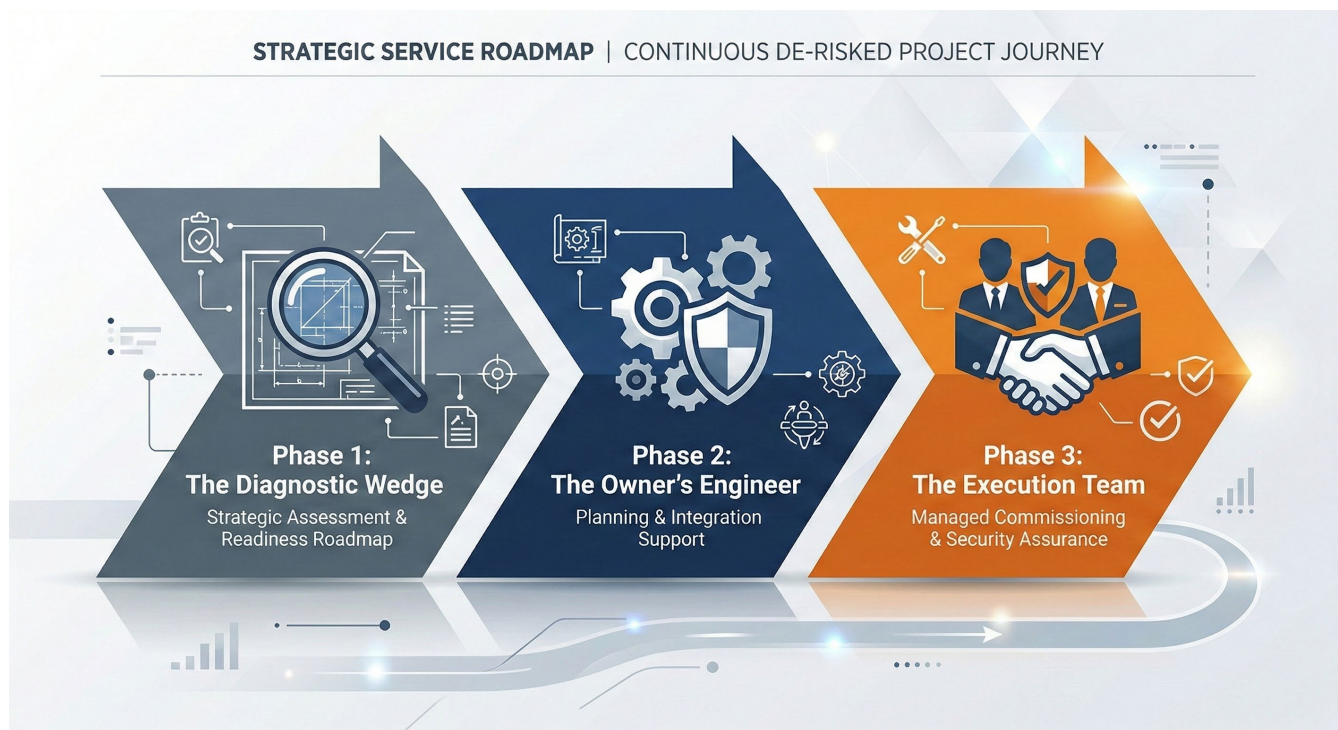 STRATEGIC SERVICE ROADMAP | CONTINUOUS DE-RISKED PROJECT JOURNEY
Phase 1:
The Diagnostic Wedge
Strategic Assessment &
Readiness Roadmap
Phase 2:
The Owner's Engineer
Planning & Integration
Support
Phase 3:
The Execution Team
Managed Commissioning
& Security Assurance